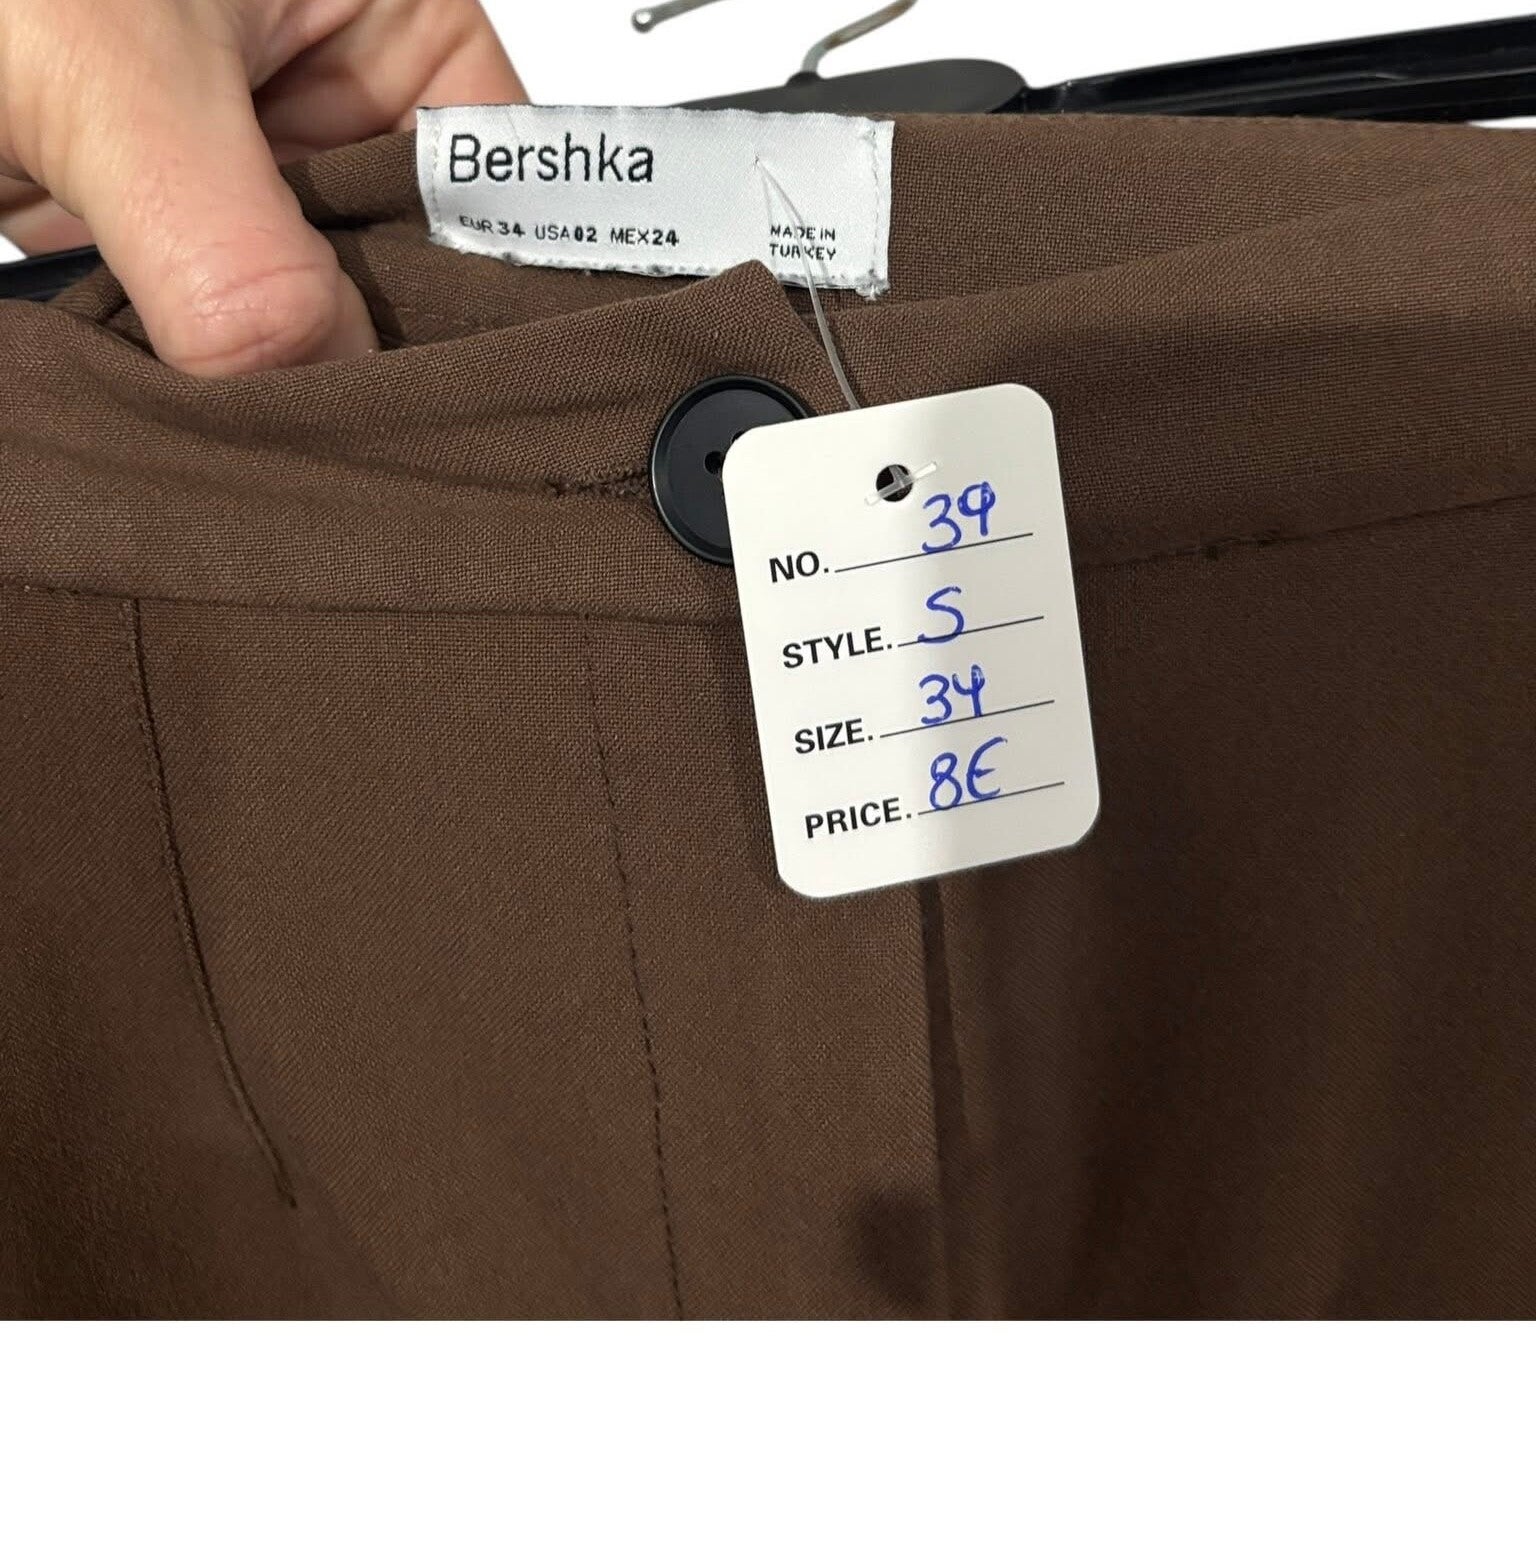 Bershka
EUR 34 USA 02 MEX 24
MADE IN
TURKEY
NO. 39
STYLE. S
SIZE. 34
PRICE. 8€